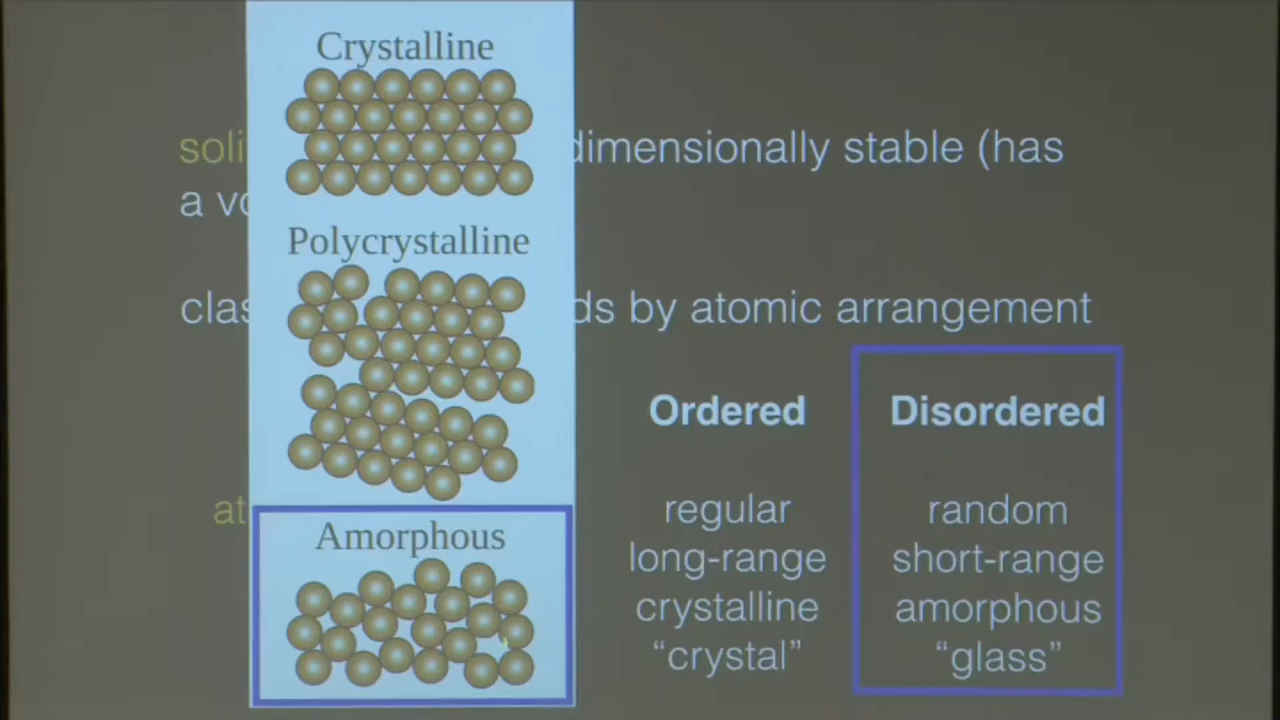 Crystalline
soli dimensionally stable (has
a vo
Polycrystalline
clas ds by atomic arrangement
Ordered Disordered
at regular random
Amorphous
long-range short-range
crystalline amorphous
“crystal” “glass”